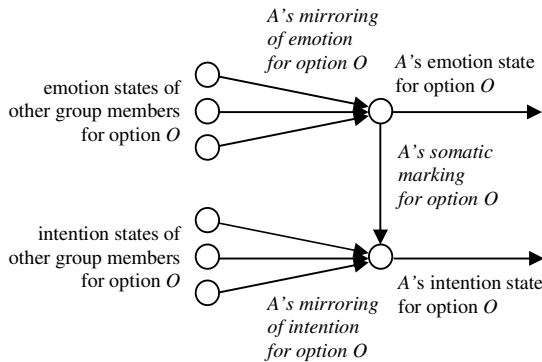 A's mirroring
of emotion
for option O
A's emotion state
for option O
emotion states of
other group members
for option O
A's somatic
marking
for option O
intention states of
other group members
for option O
A's intention state
for option O
A's mirroring
of intention
for option O